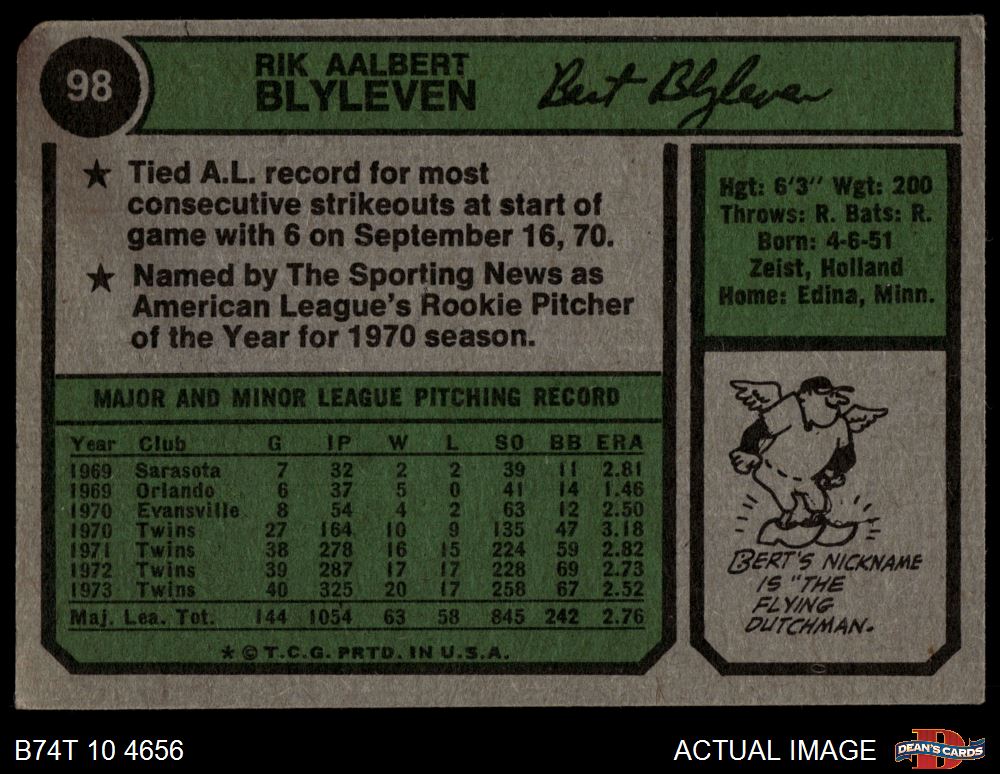 98
RIK AALBERT
BLYLEVEN
Bert Blyleven
★ Tied A.L. record for most
consecutive strikeouts at start of
game with 6 on September 16, 70.
★ Named by The Sporting News as
American League's Rookie Pitcher
of the Year for 1970 season.
Hgt: 6'3" Wgt: 200
Throws: R. Bats: R.
Born: 4-6-51
Zeist, Holland
Home: Edina, Minn.
MAJOR AND MINOR LEAGUE PITCHING RECORD
Year Club G IP W L SO BB ERA
1969 Sarasota 7 32 2 2 39 11 2.81
1969 Orlando 6 37 5 0 41 14 1.46
1970 Evansville 8 54 4 2 63 12 2.50
1970 Twins 27 164 10 9 135 47 3.18
1971 Twins 38 278 16 15 224 59 2.82
1972 Twins 39 287 17 17 228 69 2.73
1973 Twins 40 325 20 17 258 67 2.52
Maj. Lea. Tot. 144 1054 63 58 845 242 2.76
★ © T.C.G. PRTD. IN U.S.A.
BERT'S NICKNAME
IS "THE
FLYING
DUTCHMAN.
B74T 10 4656
ACTUAL IMAGE
DEAN'S CARDS